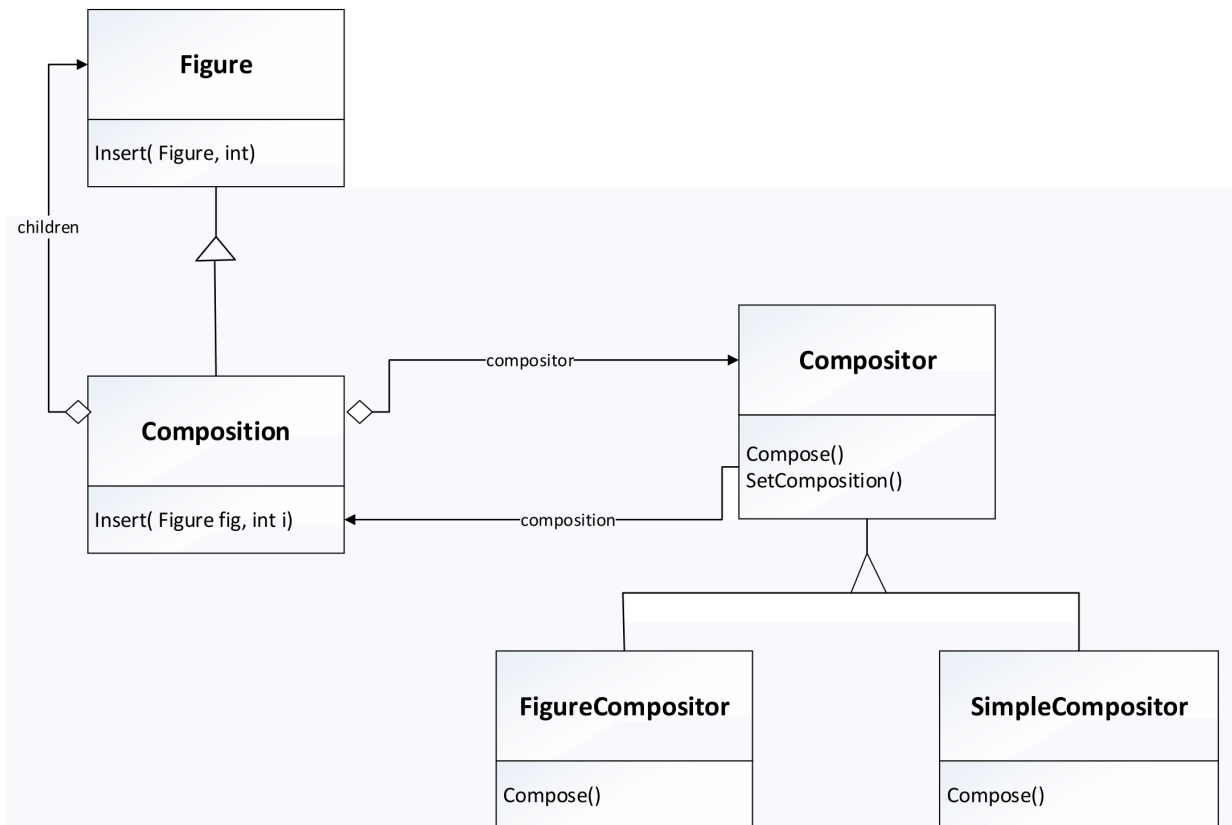 Figure
Insert( Figure, int)
children
compositor
Compositor
Composition
Compose()
SetComposition()
Insert( Figure fig, int i)
composition
FigureCompositor
SimpleCompositor
Compose()
Compose()